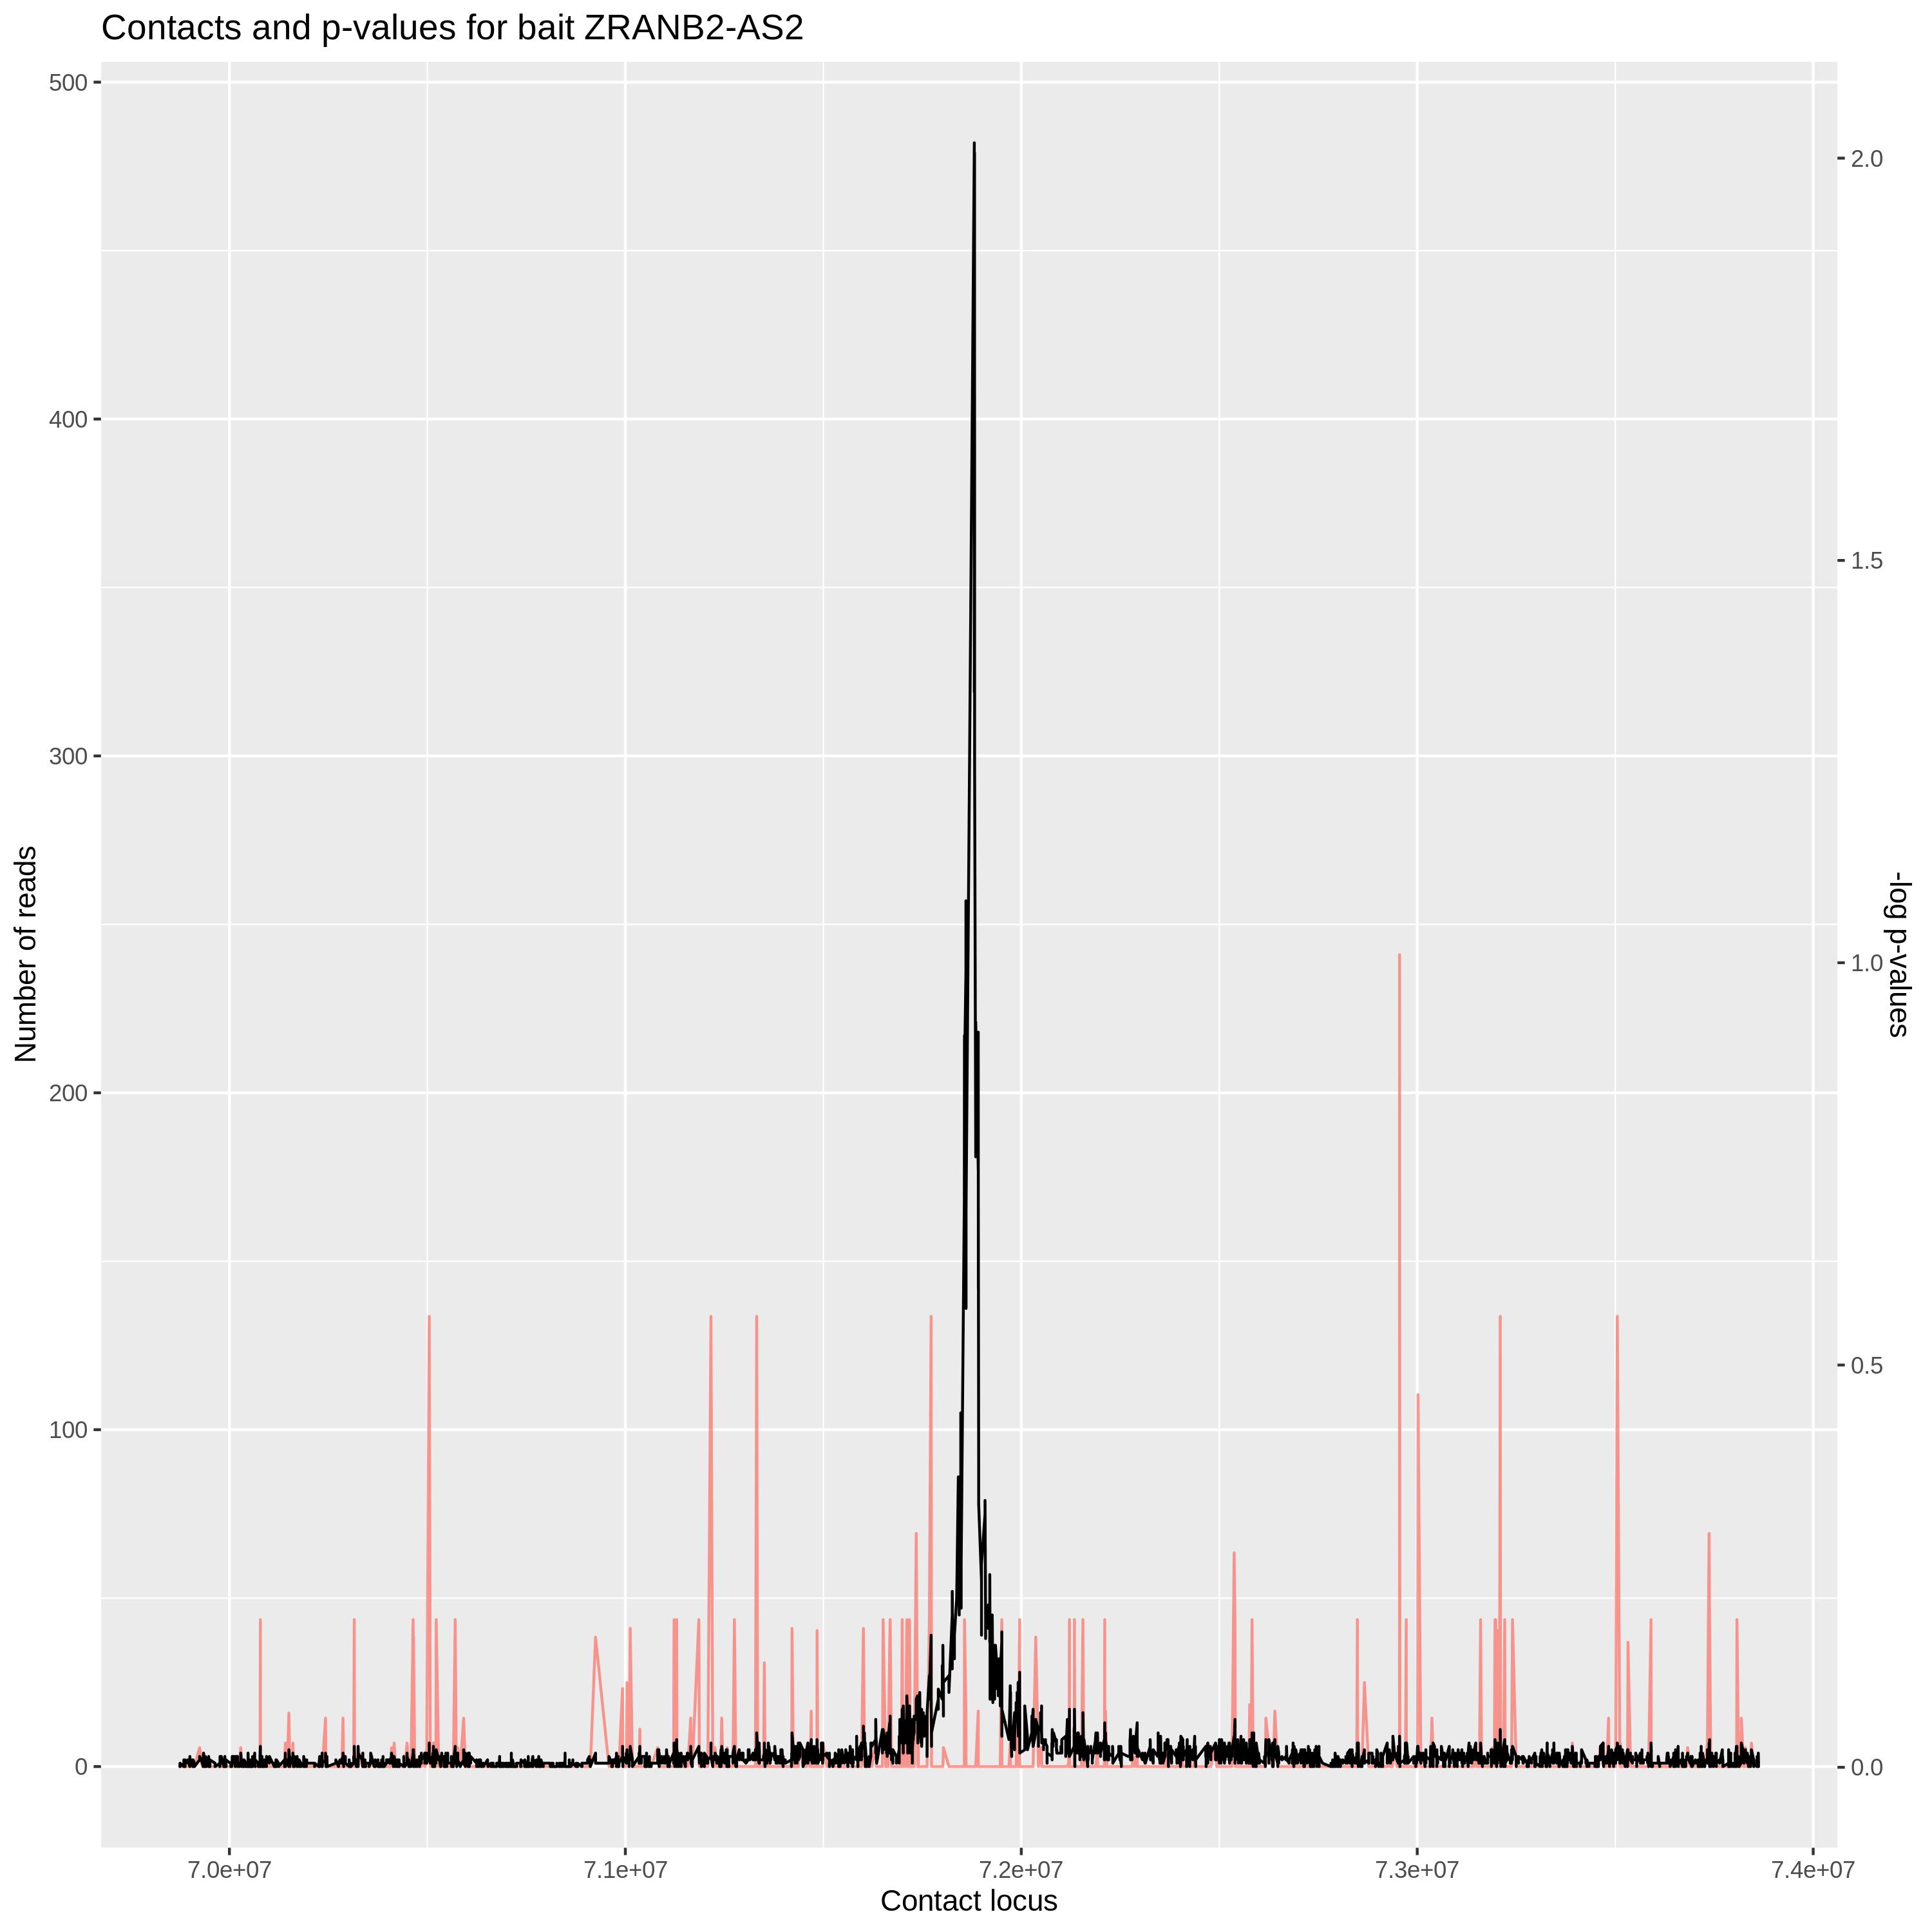 Contacts and p-values for bait ZRANB2-AS2
500
400
300
200
100
0
Number of reads
2.0
1.5
1.0
0.5
0.0
-log p-values
7.0e+07
7.1e+07
7.2e+07
7.3e+07
7.4e+07
Contact locus